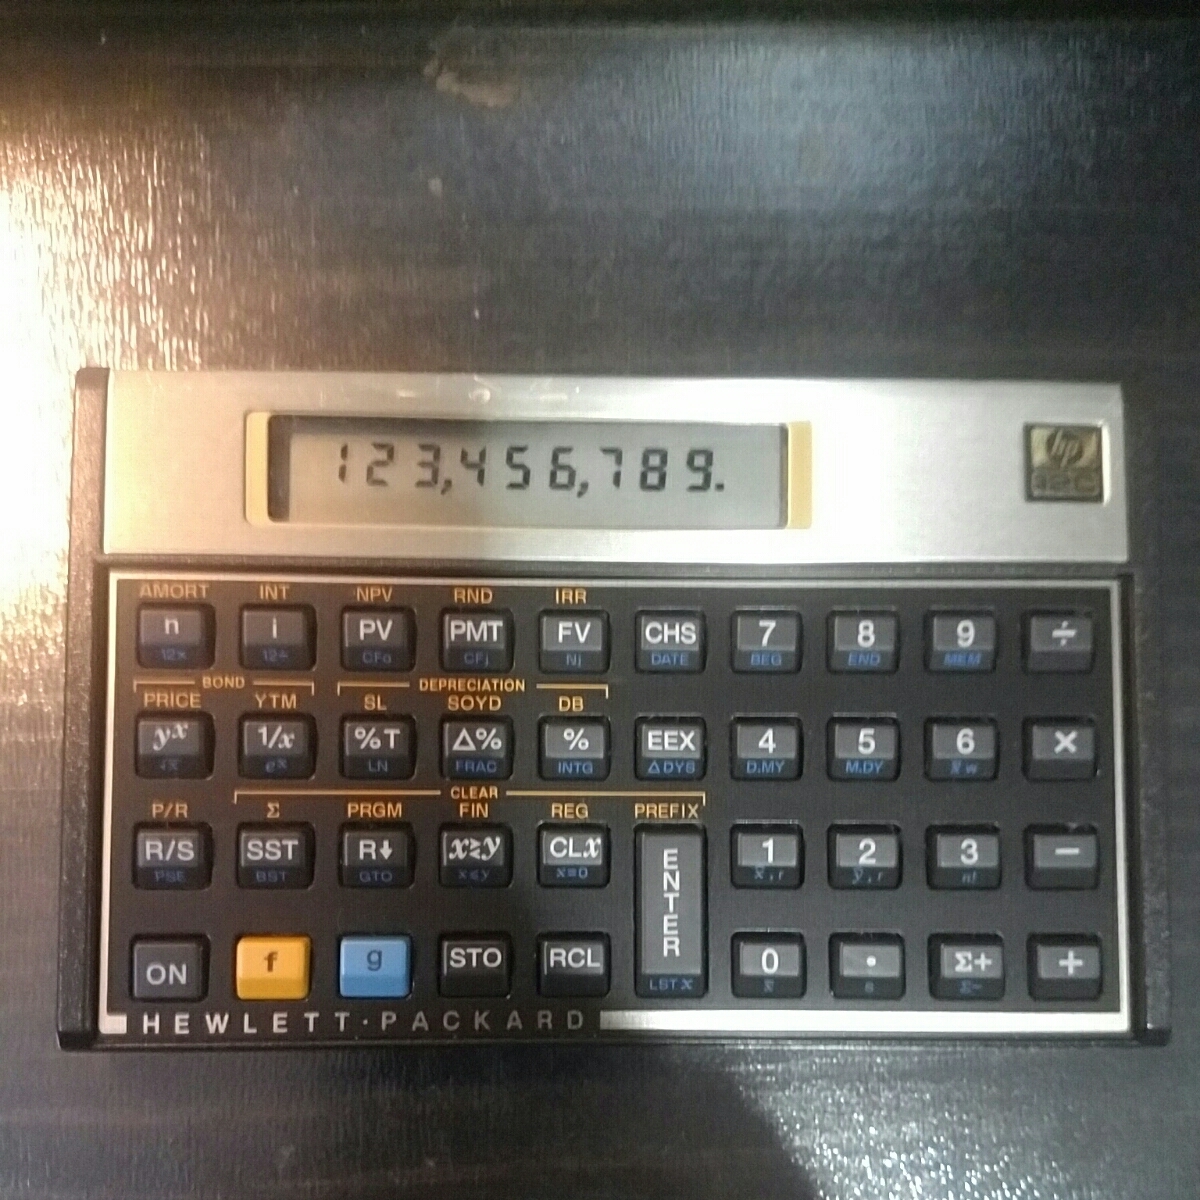 123,456,789.
hp
12C
AMORT INT NPV RND IRR
n i PV PMT FV CHS 7 8 9 ÷
12× 12÷ CFo CFj Nj DATE BEG END MEM
BOND DEPRECIATION
PRICE YTM SL SOYD DB
yx 1/x %T Δ% % EEX 4 5 6 ×
√x ex LN FRAC INTG ΔDYS D.MY M.DY x̄w
CLEAR
P/R Σ PRGM FIN REG PREFIX
R/S SST R↓ x≷y CLx ENTER 1 2 3 −
PSE BST GTO x≤y x=0 x̂,r ŷ,r n!
ON f g STO RCL 0 • Σ+ +
LSTx x̄ s Σ−
HEWLETT·PACKARD